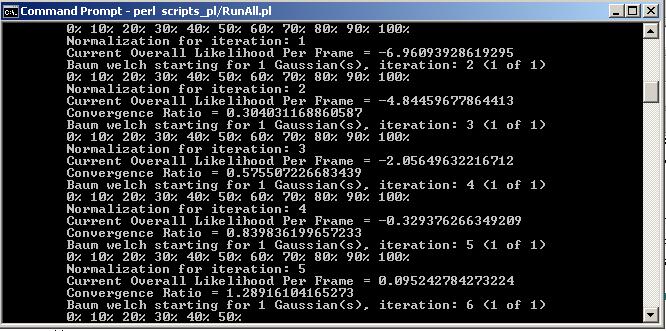 Command Prompt - perl scripts_pl/RunAll.pl
0% 10% 20% 30% 40% 50% 60% 70% 80% 90% 100%
Normalization for iteration: 1
Current Overall Likelihood Per Frame = -6.96093928619295
Baum welch starting for 1 Gaussian(s), iteration: 2 (1 of 1)
0% 10% 20% 30% 40% 50% 60% 70% 80% 90% 100%
Normalization for iteration: 2
Current Overall Likelihood Per Frame = -4.84459677864413
Convergence Ratio = 0.304031168860587
Baum welch starting for 1 Gaussian(s), iteration: 3 (1 of 1)
0% 10% 20% 30% 40% 50% 60% 70% 80% 90% 100%
Normalization for iteration: 3
Current Overall Likelihood Per Frame = -2.05649632216712
Convergence Ratio = 0.575507226683439
Baum welch starting for 1 Gaussian(s), iteration: 4 (1 of 1)
0% 10% 20% 30% 40% 50% 60% 70% 80% 90% 100%
Normalization for iteration: 4
Current Overall Likelihood Per Frame = -0.329376266349209
Convergence Ratio = 0.839836199657233
Baum welch starting for 1 Gaussian(s), iteration: 5 (1 of 1)
0% 10% 20% 30% 40% 50% 60% 70% 80% 90% 100%
Normalization for iteration: 5
Current Overall Likelihood Per Frame = 0.095242784273224
Convergence Ratio = 1.28916104165273
Baum welch starting for 1 Gaussian(s), iteration: 6 (1 of 1)
0% 10% 20% 30% 40% 50%